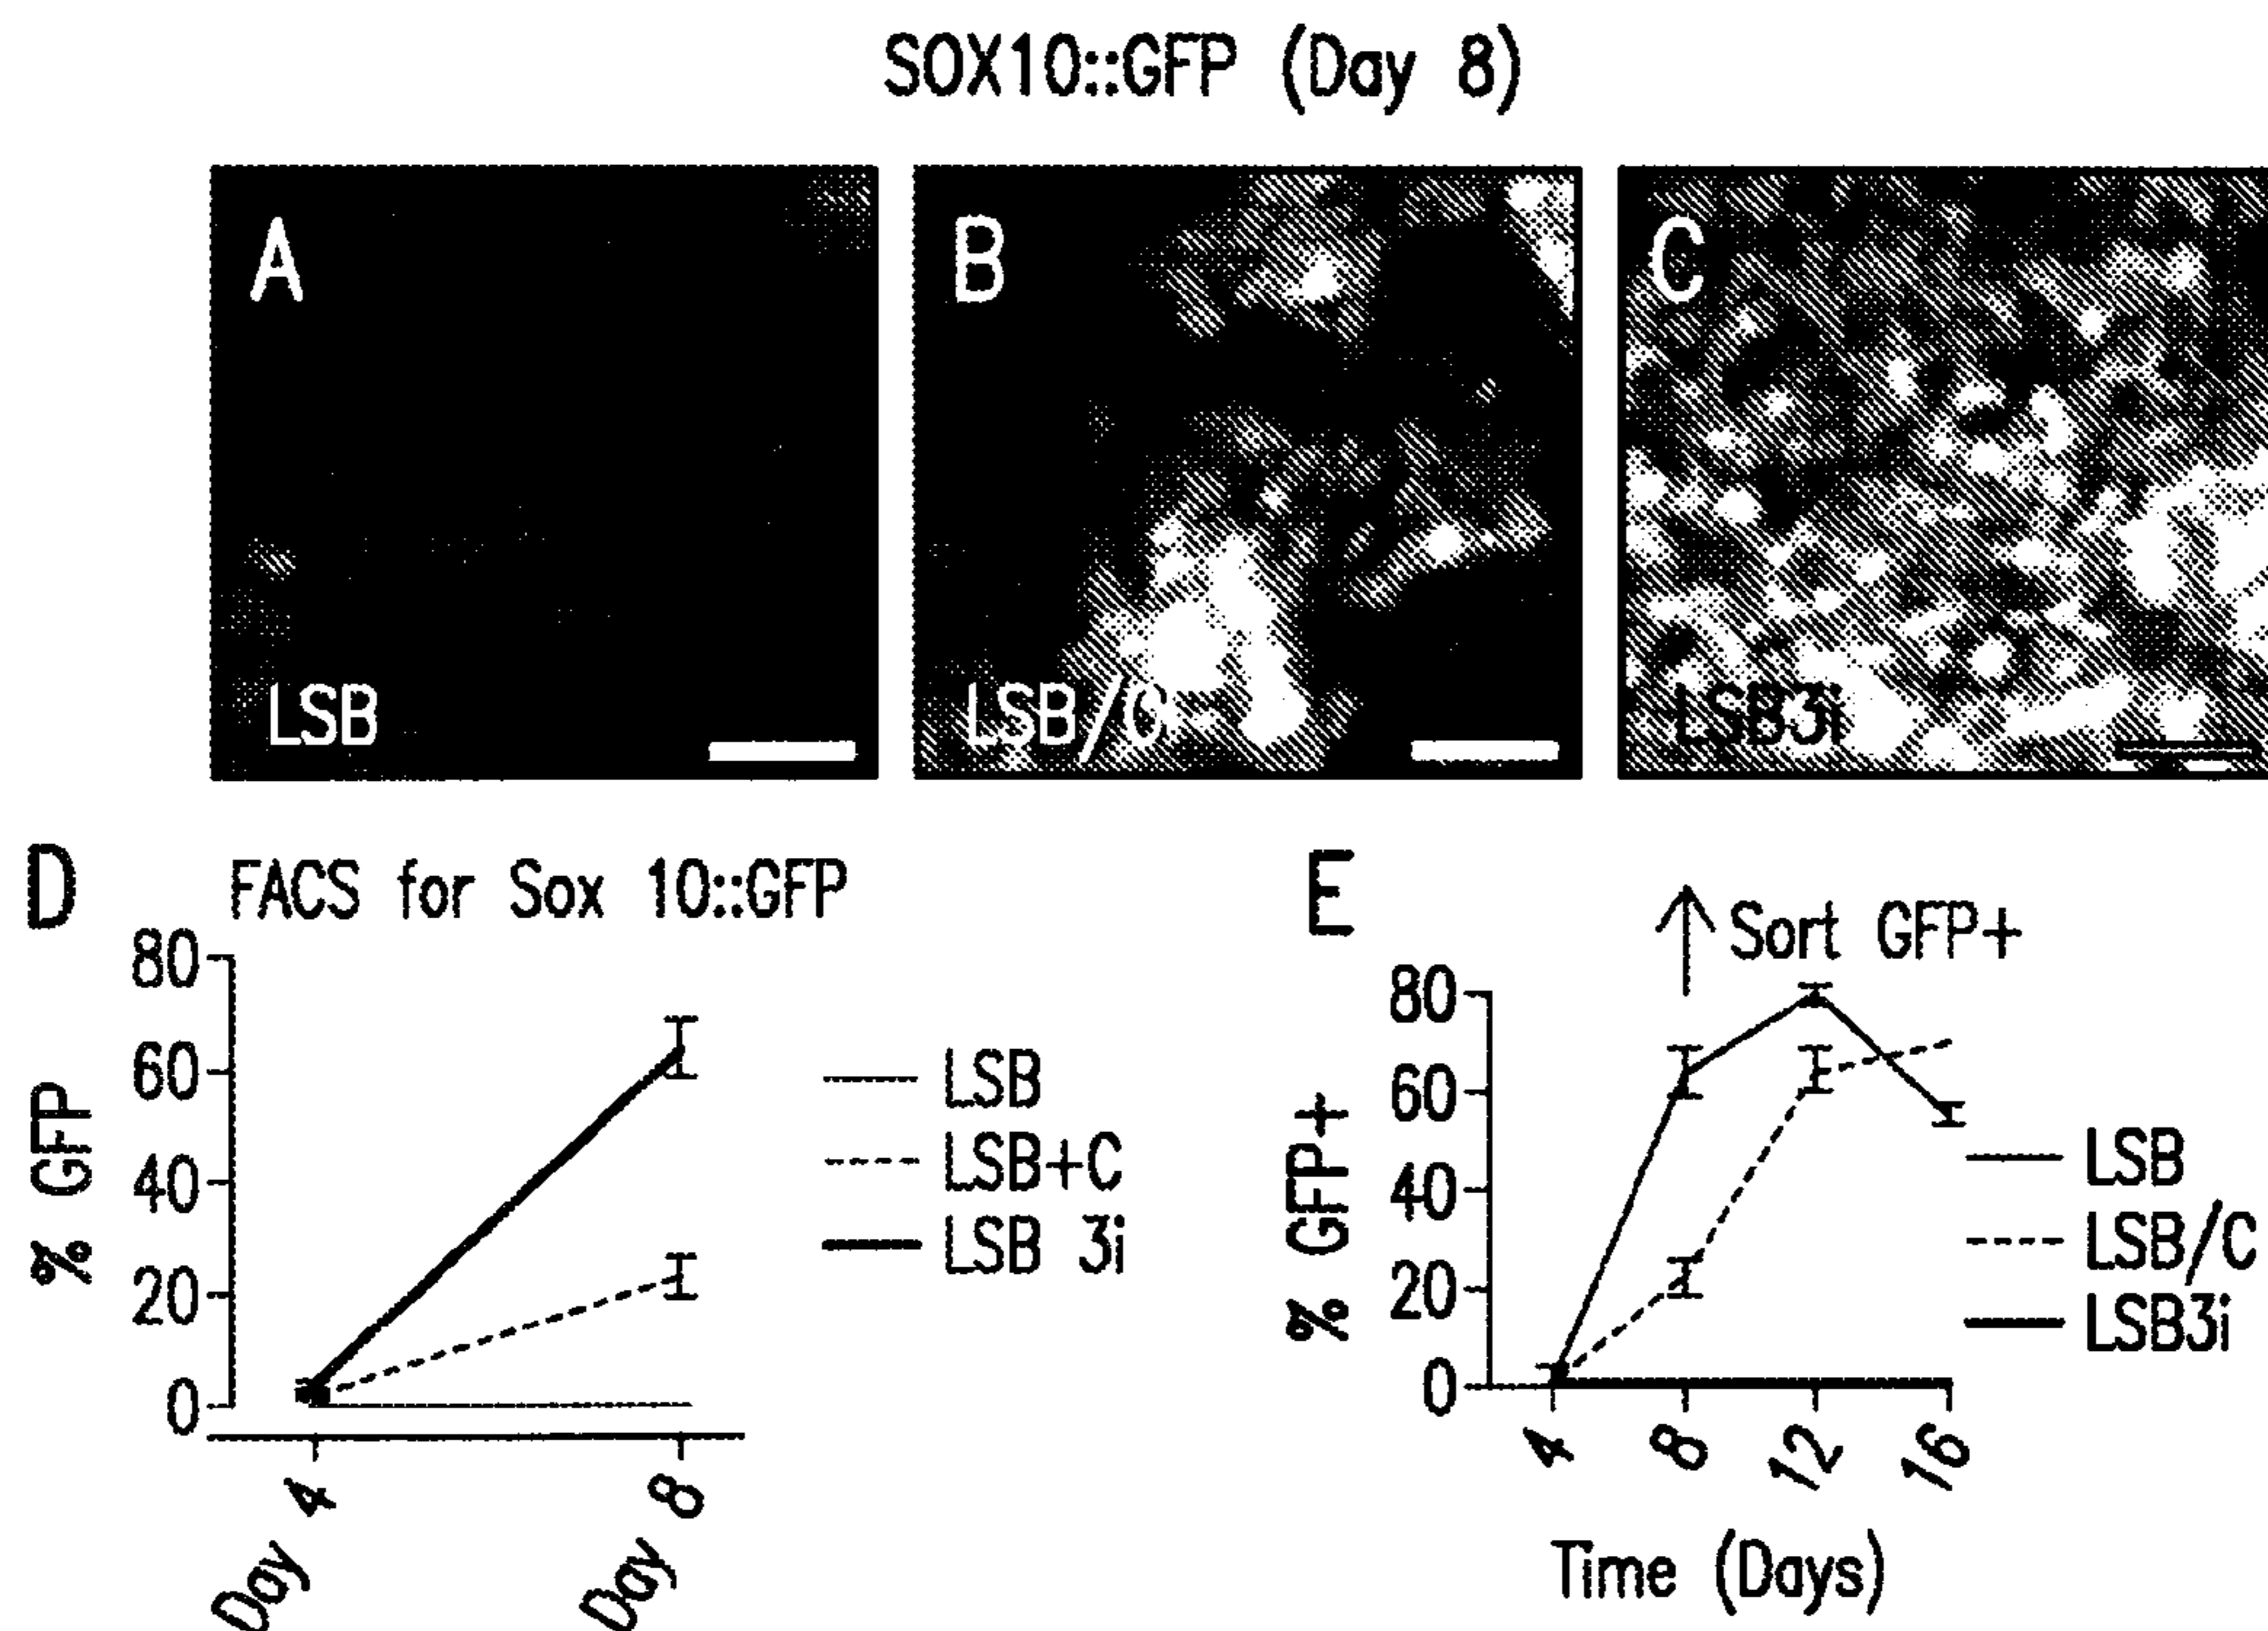 SOX10::GFP (Day 8)
A
B
C
LSB
LSB/C
LSB3i
D
FACS for Sox 10::GFP
80
60
40
20
0
% GFP
Day 4
Day 8
LSB
LSB+C
LSB 3i
E
Sort GFP+
80
60
40
20
0
% GFP+
4
8
12
16
Time (Days)
LSB
LSB/C
LSB3i